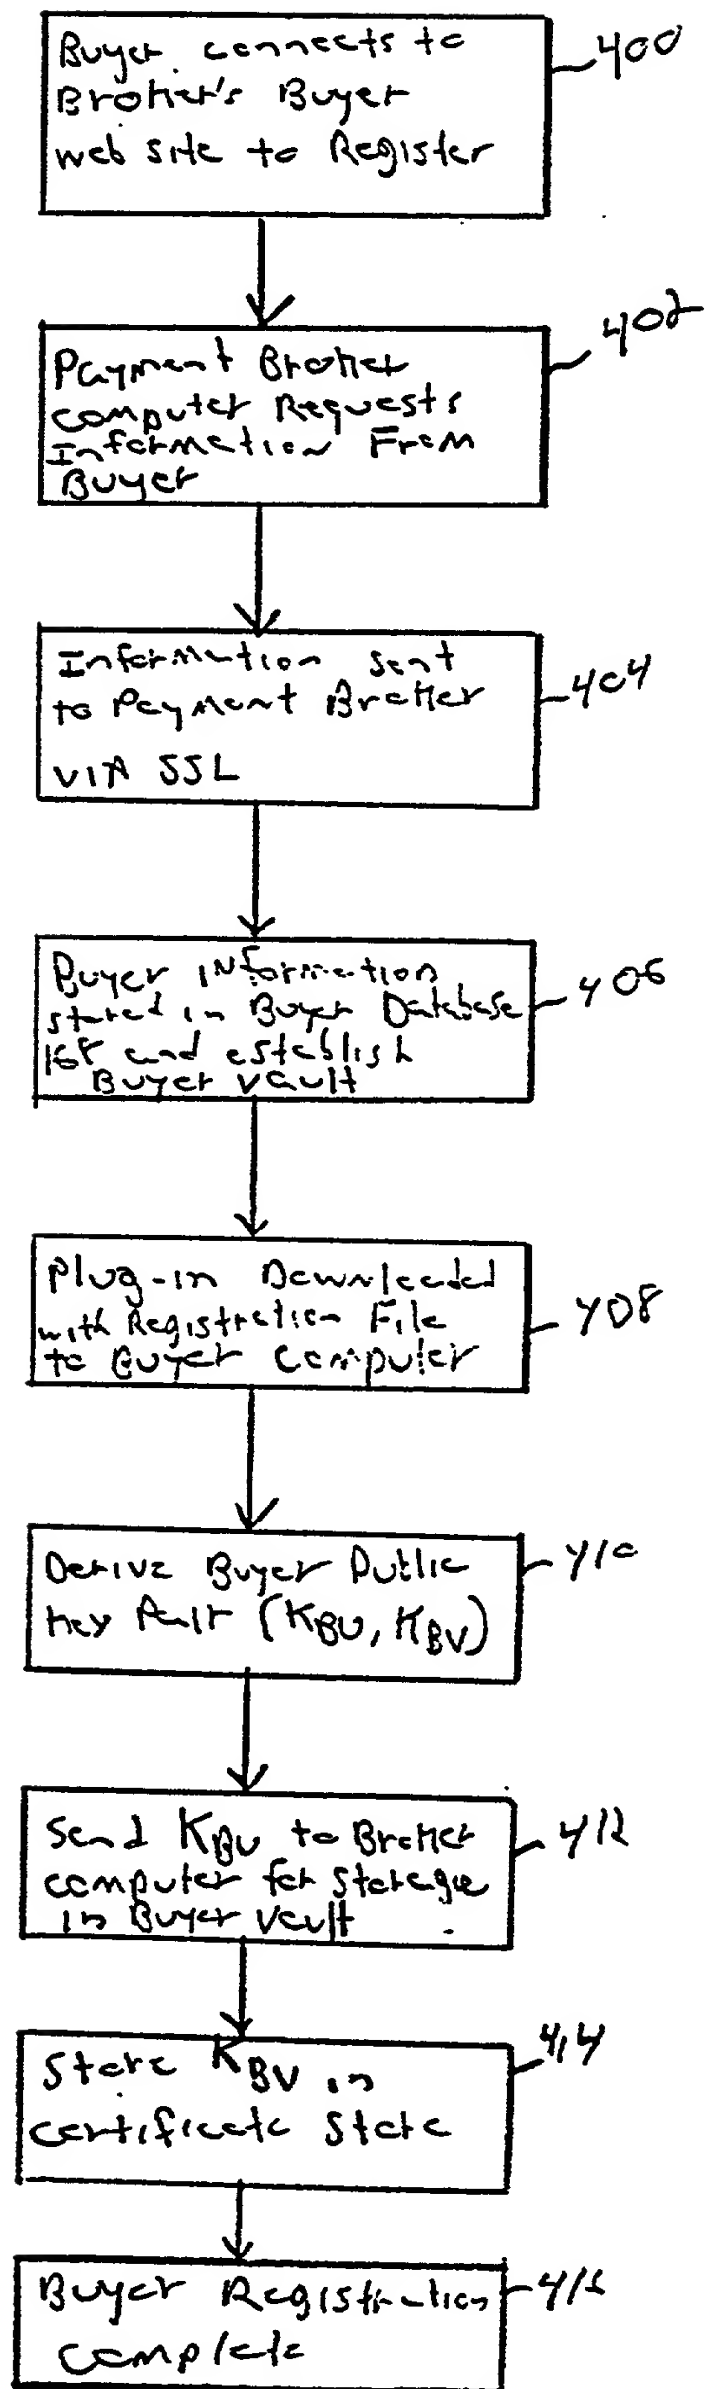 Buyer connects to
Broker's Buyer
web site to Register
400
Payment Broker
computer Requests
Information From
Buyer
402
Information sent
to Payment Broker
VIA SSL
404
Buyer information
stored in Buyer Database
168 and establish
Buyer vault
406
Plug-in Downloaded
with Registration File
to Buyer Computer
408
Derive Buyer Public
Key Pair (KBU, KBV)
410
Send KBU to Broker
computer for storage
in Buyer Vault
412
Store KBV in
certificate store
414
Buyer Registration
complete
416